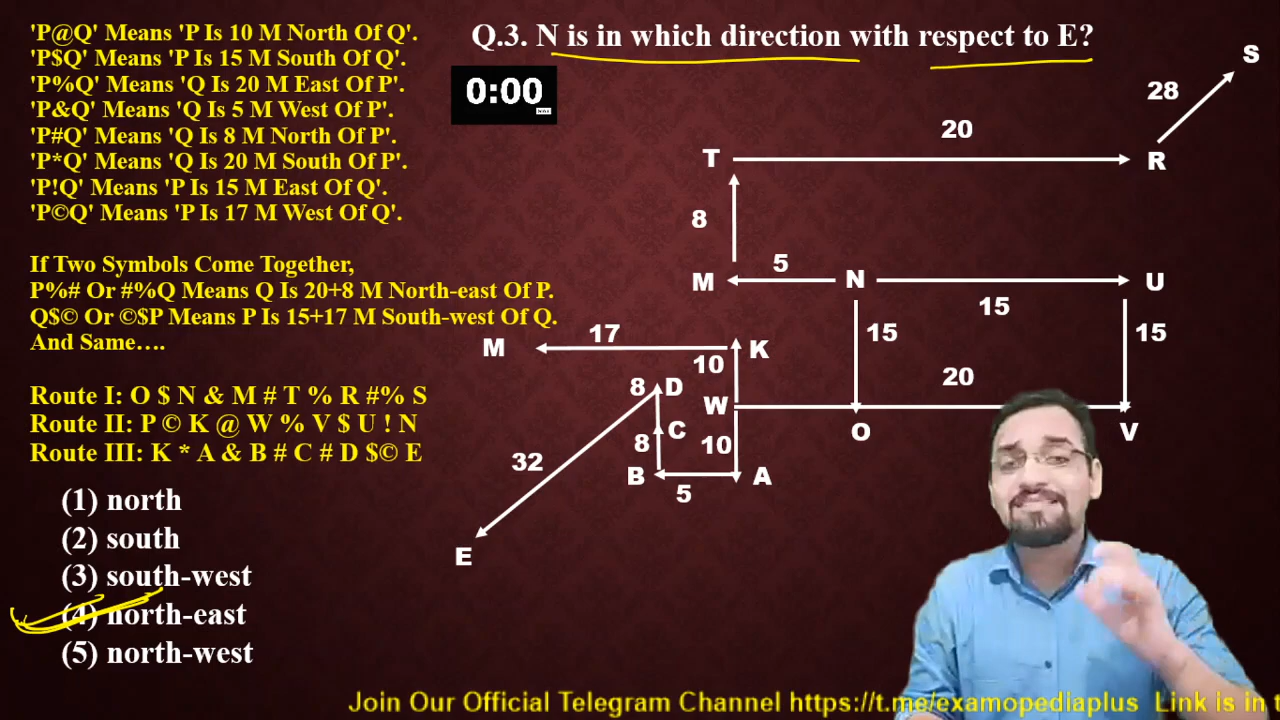 'P@Q' Means 'P Is 10 M North Of Q'.
'P$Q' Means 'P Is 15 M South Of Q'.
'P%Q' Means 'Q Is 20 M East Of P'.
'P&Q' Means 'Q Is 5 M West Of P'.
'P#Q' Means 'Q Is 8 M North Of P'.
'P*Q' Means 'Q Is 20 M South Of P'.
'P!Q' Means 'P Is 15 M East Of Q'.
'P©Q' Means 'P Is 17 M West Of Q'.
If Two Symbols Come Together,
P%# Or #%Q Means Q Is 20+8 M North-east Of P.
Q$© Or ©$P Means P Is 15+17 M South-west Of Q.
And Same….
Route I: O $ N & M # T % R #% S
Route II: P © K @ W % V $ U ! N
Route III: K * A & B # C # D $© E
(1) north
(2) south
(3) south-west
(4) north-east
(5) north-west
Q.3. N is in which direction with respect to E?
0:00
S
28
20
T R
8
5
M N U
15
15 15
17
M K
10
20
8 D
W
O V
C
8 10
B A
5
32
E
Join Our Official Telegram Channel https://t.me/examopediaplus Link is in